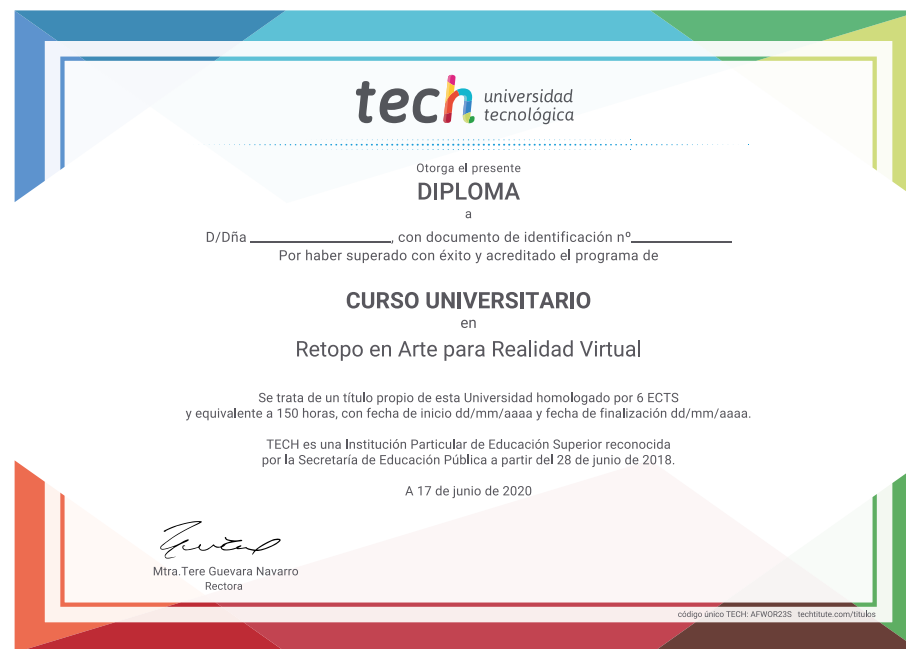 tech universidad
tecnológica
Otorga el presente
DIPLOMA
a
D/Dña ____________________, con documento de identificación nº______________
Por haber superado con éxito y acreditado el programa de
CURSO UNIVERSITARIO
en
Retopo en Arte para Realidad Virtual
Se trata de un título propio de esta Universidad homologado por 6 ECTS
y equivalente a 150 horas, con fecha de inicio dd/mm/aaaa y fecha de finalización dd/mm/aaaa.
TECH es una Institución Particular de Educación Superior reconocida
por la Secretaría de Educación Pública a partir del 28 de junio de 2018.
A 17 de junio de 2020
Mtra.Tere Guevara Navarro
Rectora
código único TECH: AFWOR23S techtitute.com/titulos